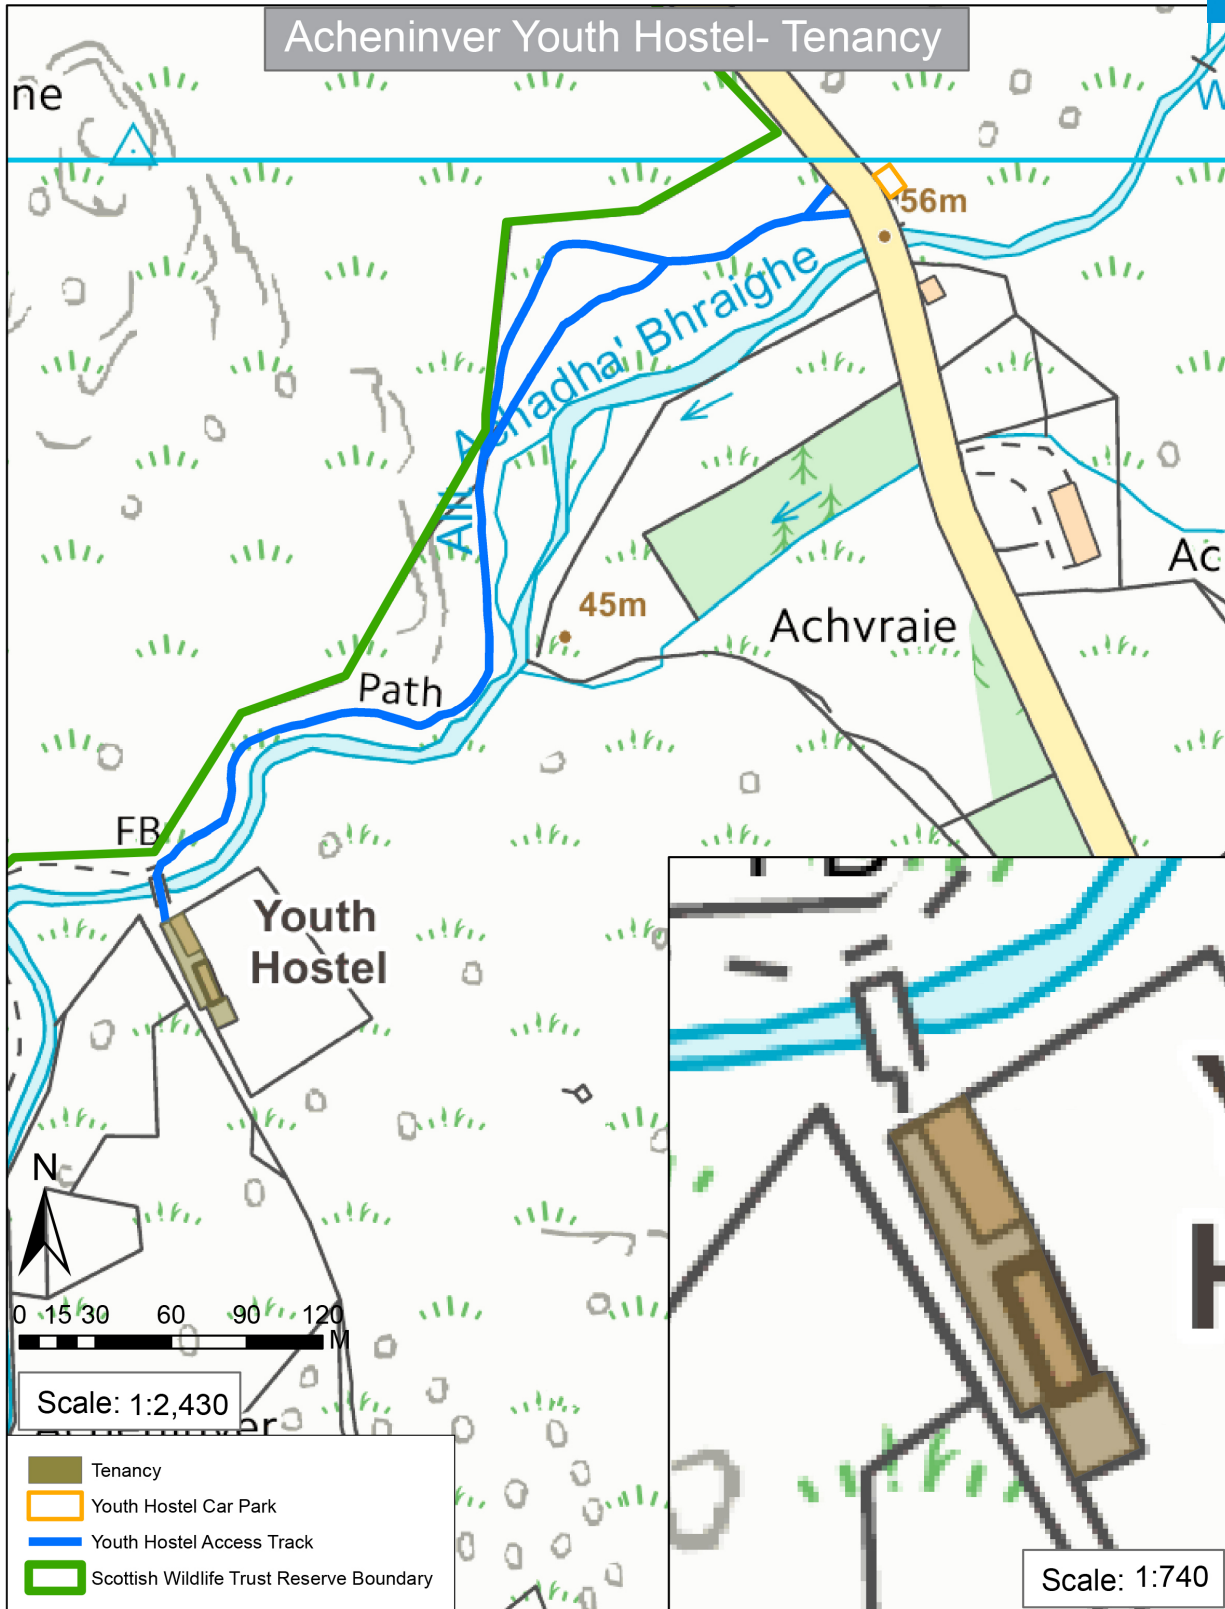 Acheninver Youth Hostel- Tenancy
ne
W
56m
Allt Achadha' Bhraighe
45m
Achvraie
Ac
Path
FB
Youth
Hostel
N
0 15 30 60 90 120
M
Scale: 1:2,430
Acheninver
Tenancy
Youth Hostel Car Park
Youth Hostel Access Track
Scottish Wildlife Trust Reserve Boundary
Scale: 1:740